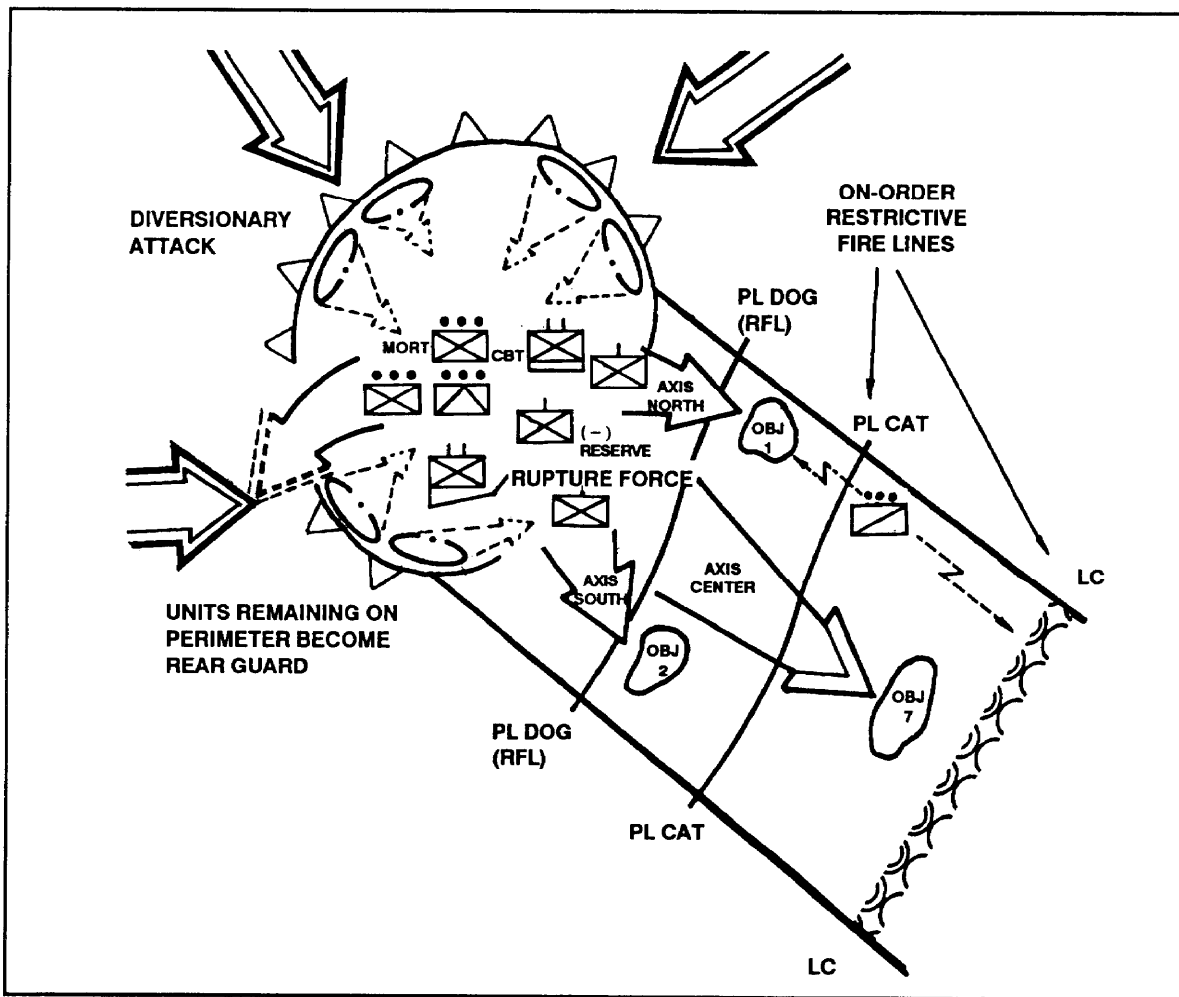 DIVERSIONARY
ATTACK
ON-ORDER
RESTRICTIVE
FIRE LINES
PL DOG
(RFL)
MORT
CBT
AXIS
NORTH
OBJ
1
PL CAT
(–)
RESERVE
RUPTURE FORCE
LC
AXIS
SOUTH
AXIS
CENTER
UNITS REMAINING ON
PERIMETER BECOME
REAR GUARD
OBJ
2
OBJ
7
PL DOG
(RFL)
PL CAT
LC